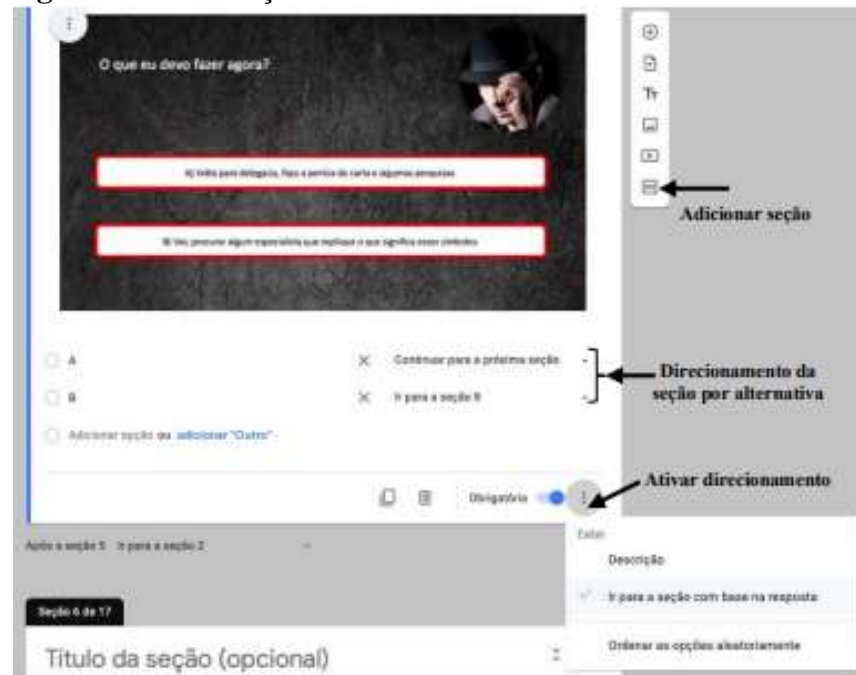 O que eu devo fazer agora?
A) Volto para delegacia, faço a perícia da carta e algumas pesquisas
B) Vou procurar algum especialista que explique o que significa esses símbolos
Tт
Adicionar seção
A
Continuar para a próxima seção
B
Ir para a seção 9
Direcionamento da
seção por alternativa
Adicionar opção ou adicionar "Outro"
Obrigatória
Ativar direcionamento
Após a seção 5 Ir para a seção 2
Descrição
Ir para a seção com base na resposta
Ordenar as opções aleatoriamente
Seção 6 de 17
Título da seção (opcional)